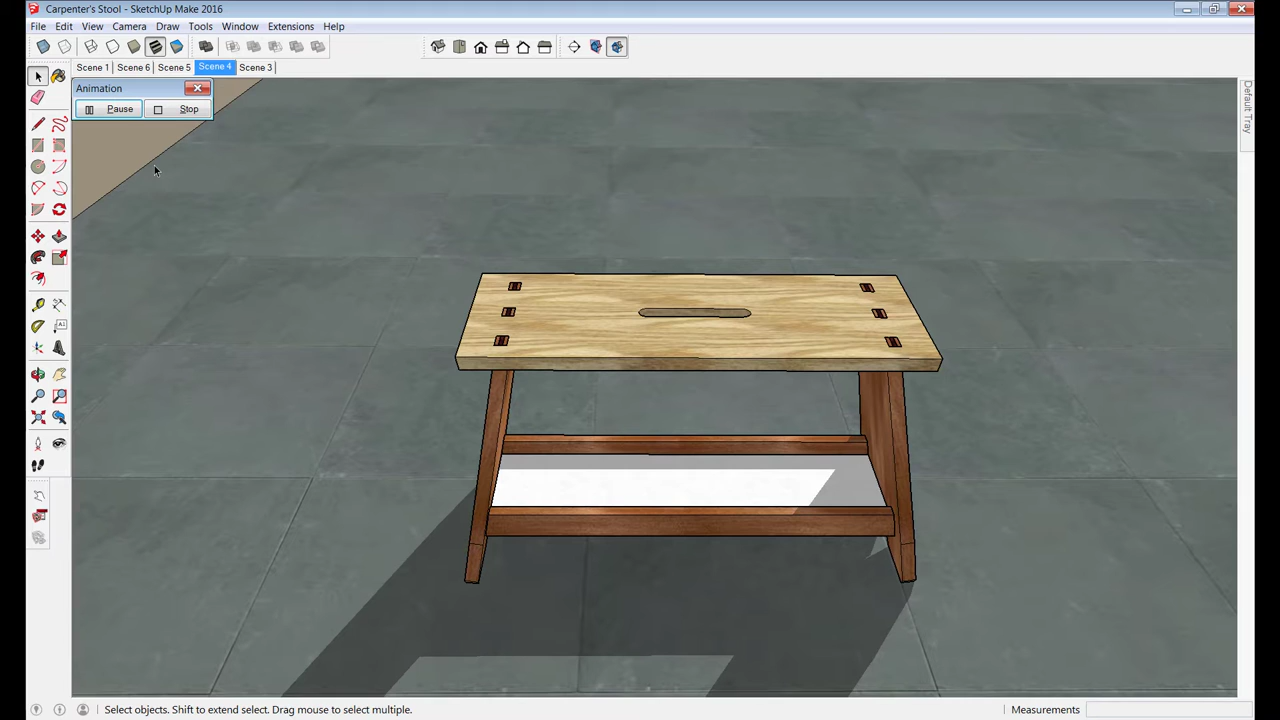 Carpenter's Stool - SketchUp Make 2016
File Edit View Camera Draw Tools Window Extensions Help
Scene 1 Scene 6 Scene 5 Scene 4 Scene 3
Animation
Pause Stop
Default Tray
A1
Select objects. Shift to extend select. Drag mouse to select multiple.
Measurements